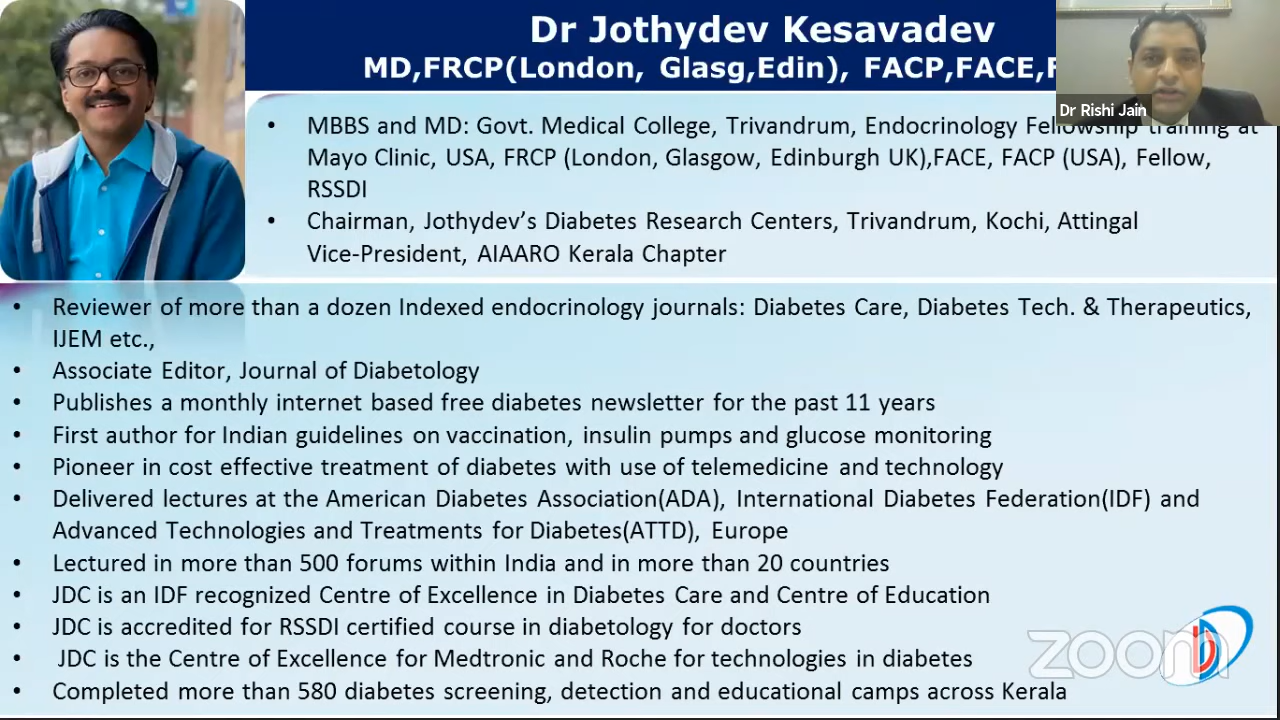 Dr Jothydev Kesavadev
MD,FRCP(London, Glasg,Edin), FACP,FACE,
Dr Rishi Jain
• MBBS and MD: Govt. Medical College, Trivandrum, Endocrinology Fellowship training at
Mayo Clinic, USA, FRCP (London, Glasgow, Edinburgh UK),FACE, FACP (USA), Fellow,
RSSDI
• Chairman, Jothydev’s Diabetes Research Centers, Trivandrum, Kochi, Attingal
Vice-President, AIAARO Kerala Chapter
• Reviewer of more than a dozen Indexed endocrinology journals: Diabetes Care, Diabetes Tech. & Therapeutics,
IJEM etc.,
• Associate Editor, Journal of Diabetology
• Publishes a monthly internet based free diabetes newsletter for the past 11 years
• First author for Indian guidelines on vaccination, insulin pumps and glucose monitoring
• Pioneer in cost effective treatment of diabetes with use of telemedicine and technology
• Delivered lectures at the American Diabetes Association(ADA), International Diabetes Federation(IDF) and
Advanced Technologies and Treatments for Diabetes(ATTD), Europe
• Lectured in more than 500 forums within India and in more than 20 countries
• JDC is an IDF recognized Centre of Excellence in Diabetes Care and Centre of Education
• JDC is accredited for RSSDI certified course in diabetology for doctors
• JDC is the Centre of Excellence for Medtronic and Roche for technologies in diabetes
• Completed more than 580 diabetes screening, detection and educational camps across Kerala
zoom